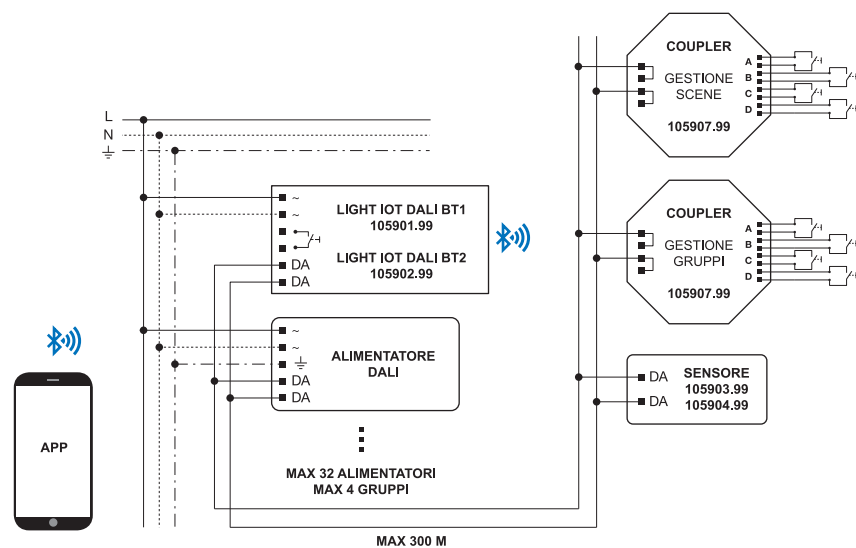 L
N
~
~
LIGHT IOT DALI BT1
105901.99
LIGHT IOT DALI BT2
105902.99
DA
DA
~
~
DA
DA
ALIMENTATORE
DALI
MAX 32 ALIMENTATORI
MAX 4 GRUPPI
MAX 300 M
APP
COUPLER
GESTIONE
SCENE
105907.99
A
B
C
D
COUPLER
GESTIONE
GRUPPI
105907.99
A
B
C
D
DA
DA
SENSORE
105903.99
105904.99